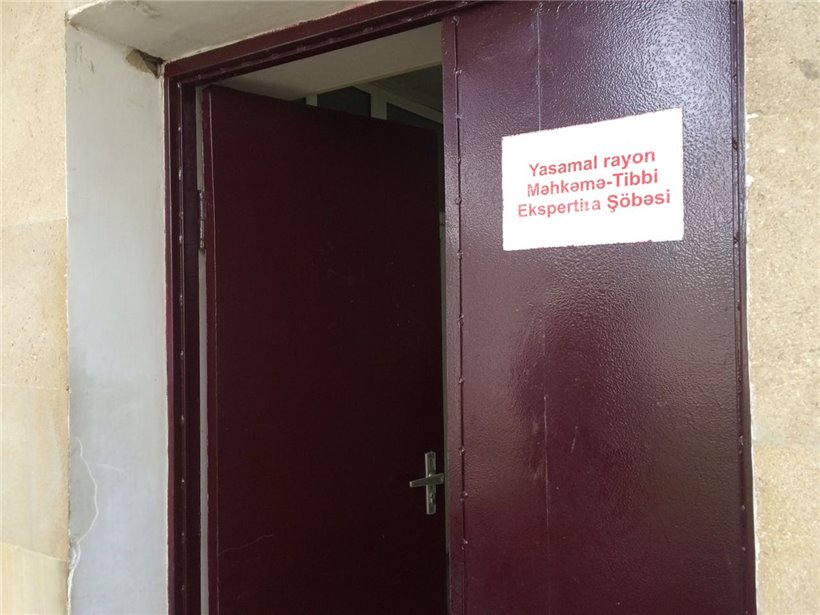 Yasamal rayon
Məhkəmə-Tibbi
Ekspertiza Şöbəsi